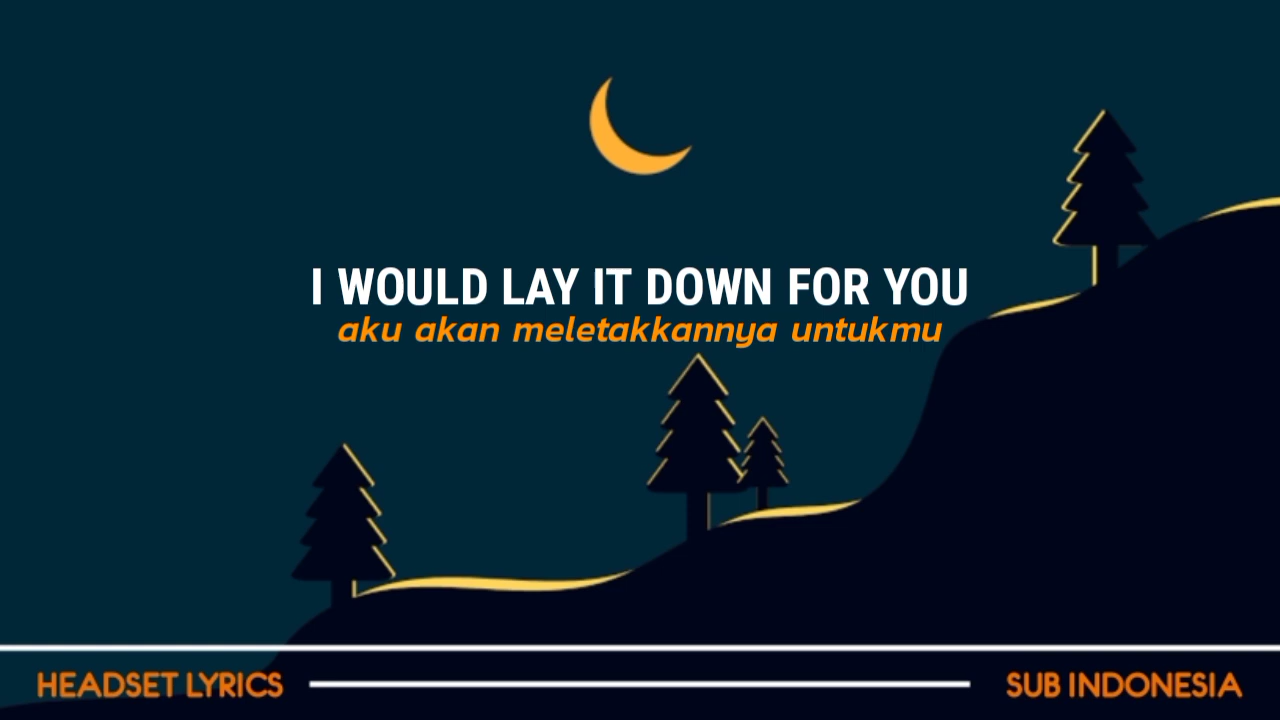 I WOULD LAY IT DOWN FOR YOU
aku akan meletakkannya untukmu
HEADSET LYRICS
SUB INDONESIA